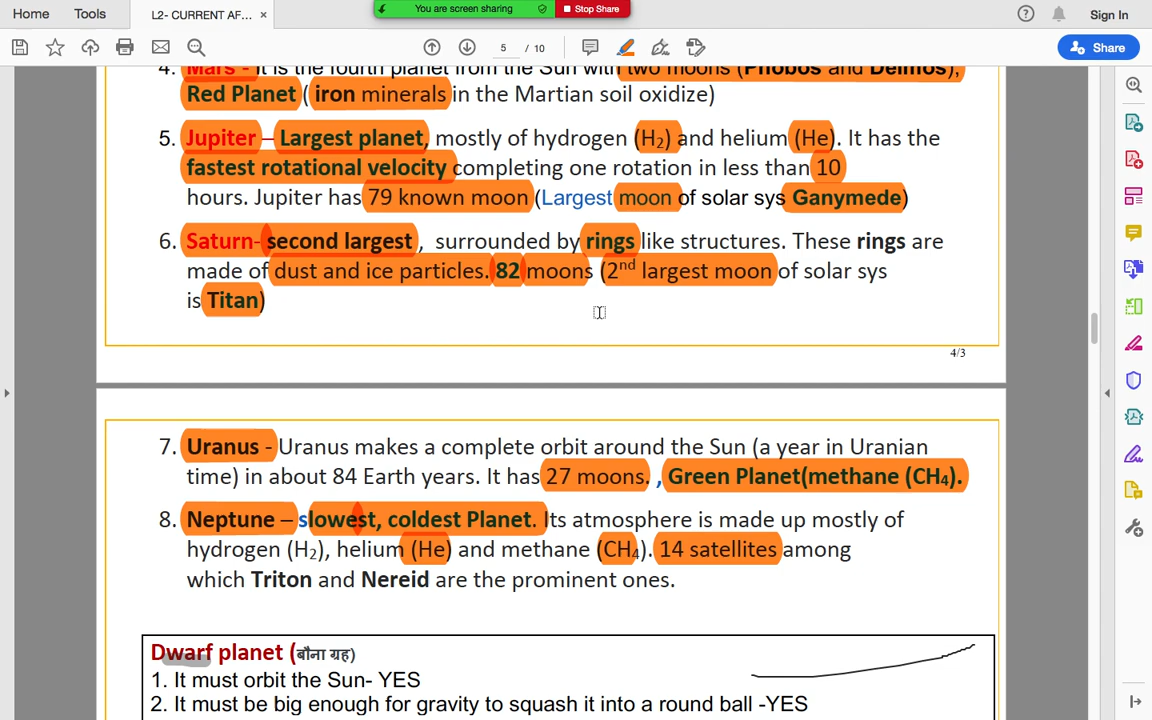 Home Tools L2- CURRENT AF... × You are screen sharing Stop Share Sign In
5 / 10 Share
4. Mars - It is the fourth planet from the Sun with two moons (Phobos and Deimos),
Red Planet ( iron minerals in the Martian soil oxidize)
5. Jupiter – Largest planet, mostly of hydrogen (H₂) and helium (He). It has the
fastest rotational velocity completing one rotation in less than 10
hours. Jupiter has 79 known moon (Largest moon of solar sys Ganymede)
6. Saturn- second largest , surrounded by rings like structures. These rings are
made of dust and ice particles. 82 moons (2nd largest moon of solar sys
is Titan)
4/3
7. Uranus - Uranus makes a complete orbit around the Sun (a year in Uranian
time) in about 84 Earth years. It has 27 moons. , Green Planet(methane (CH₄).
8. Neptune – slowest, coldest Planet. Its atmosphere is made up mostly of
hydrogen (H₂), helium (He) and methane (CH₄). 14 satellites among
which Triton and Nereid are the prominent ones.
Dwarf planet (बौना ग्रह)
1. It must orbit the Sun- YES
2. It must be big enough for gravity to squash it into a round ball -YES